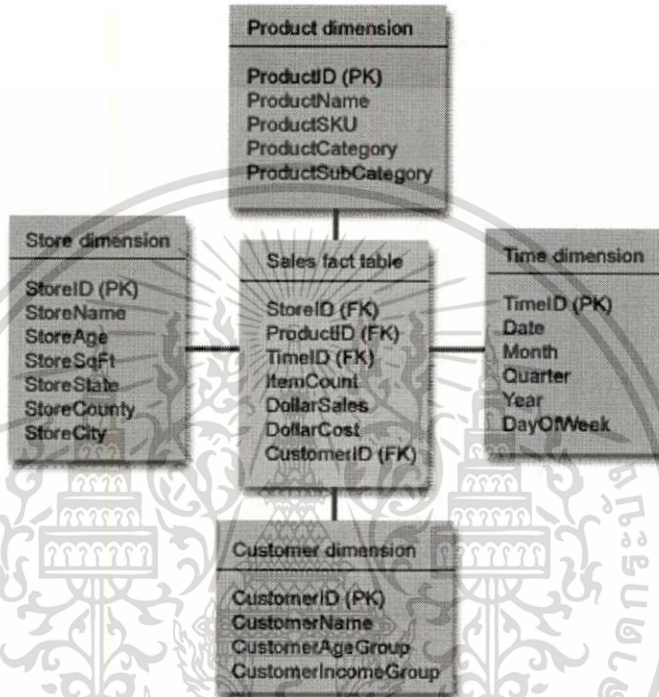 Product dimension
ProductID (PK)
ProductName
ProductSKU
ProductCategory
ProductSubCategory
Store dimension
StoreID (PK)
StoreName
StoreAge
StoreSqFt
StoreState
StoreCounty
StoreCity
Sales fact table
StoreID (FK)
ProductID (FK)
TimeID (FK)
ItemCount
DollarSales
DollarCost
CustomerID (FK)
Time dimension
TimeID (PK)
Date
Month
Quarter
Year
DayOfWeek
Customer dimension
CustomerID (PK)
CustomerName
CustomerAgeGroup
CustomerIncomeGroup